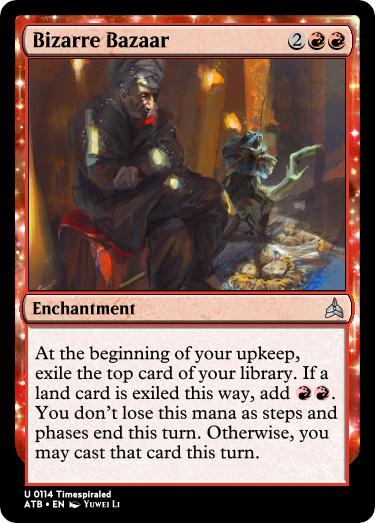 Bizarre Bazaar 2
Enchantment
At the beginning of your upkeep,
exile the top card of your library. If a
land card is exiled this way, add .
You don't lose this mana as steps and
phases end this turn. Otherwise, you
may cast that card this turn.
U 0114 Timespiraled
ATB • EN Yuwei Li